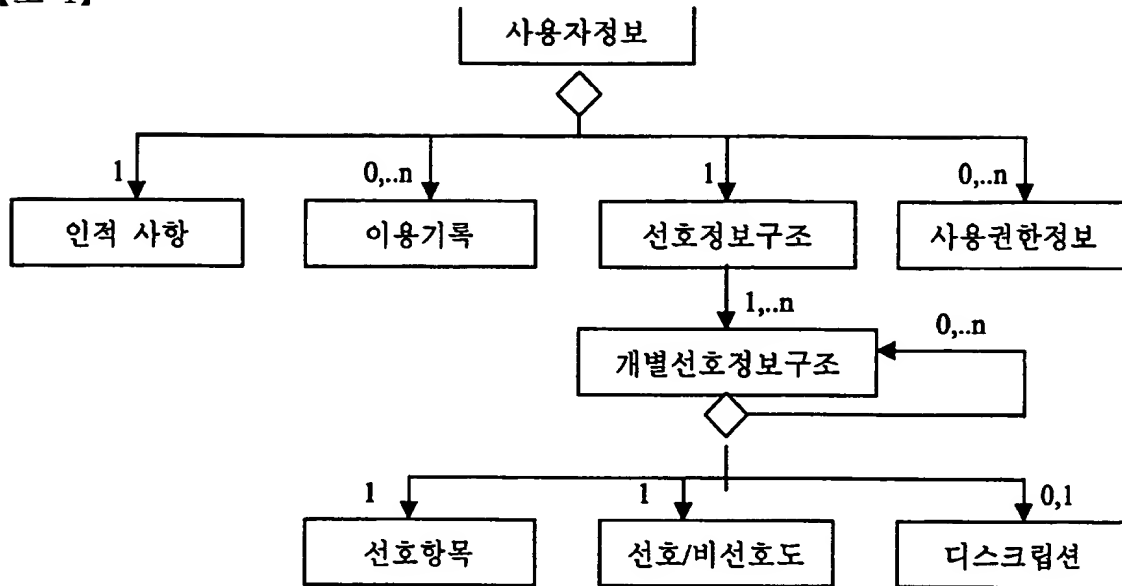 사용자정보
1 0,..n 1 0,..n
인적 사항 이용기록 선호정보구조 사용권한정보
1,..n 0,..n
개별선호정보구조
1 1 0,1
선호항목 선호/비선호도 디스크립션